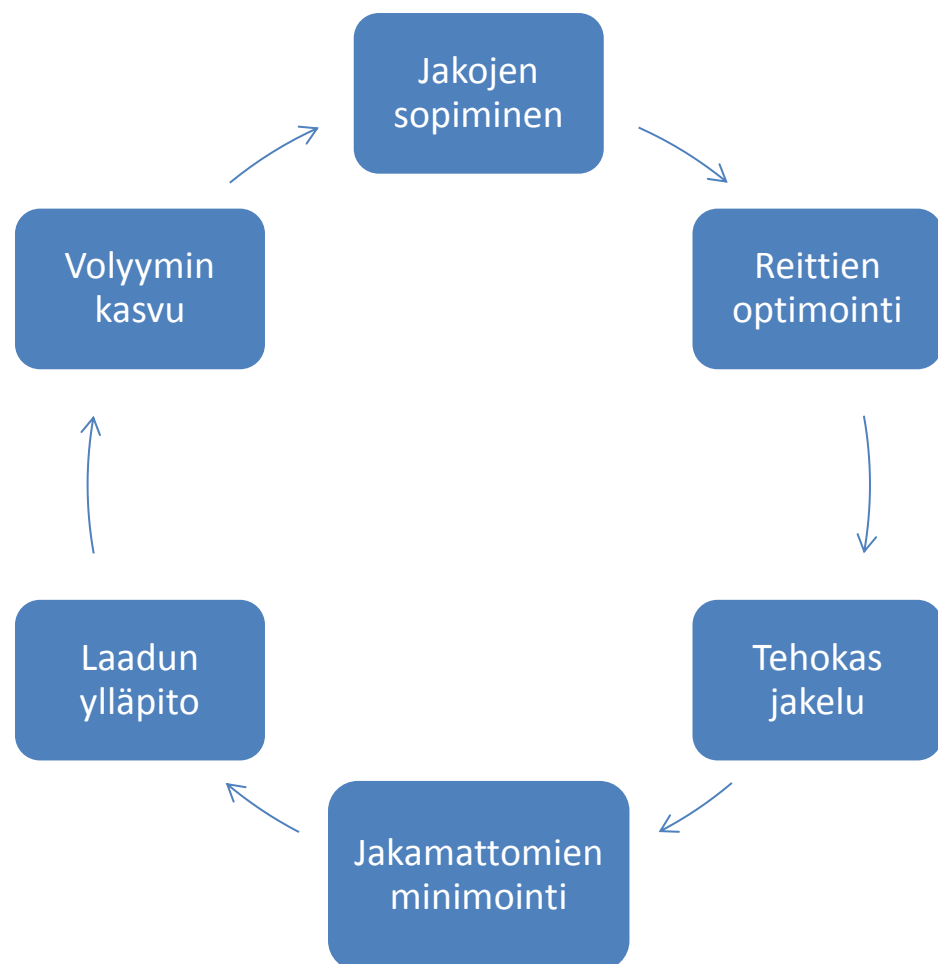 Jakojen
sopiminen
Reittien
optimointi
Tehokas
jakelu
Jakamattomien
minimointi
Laadun
ylläpito
Volyymin
kasvu